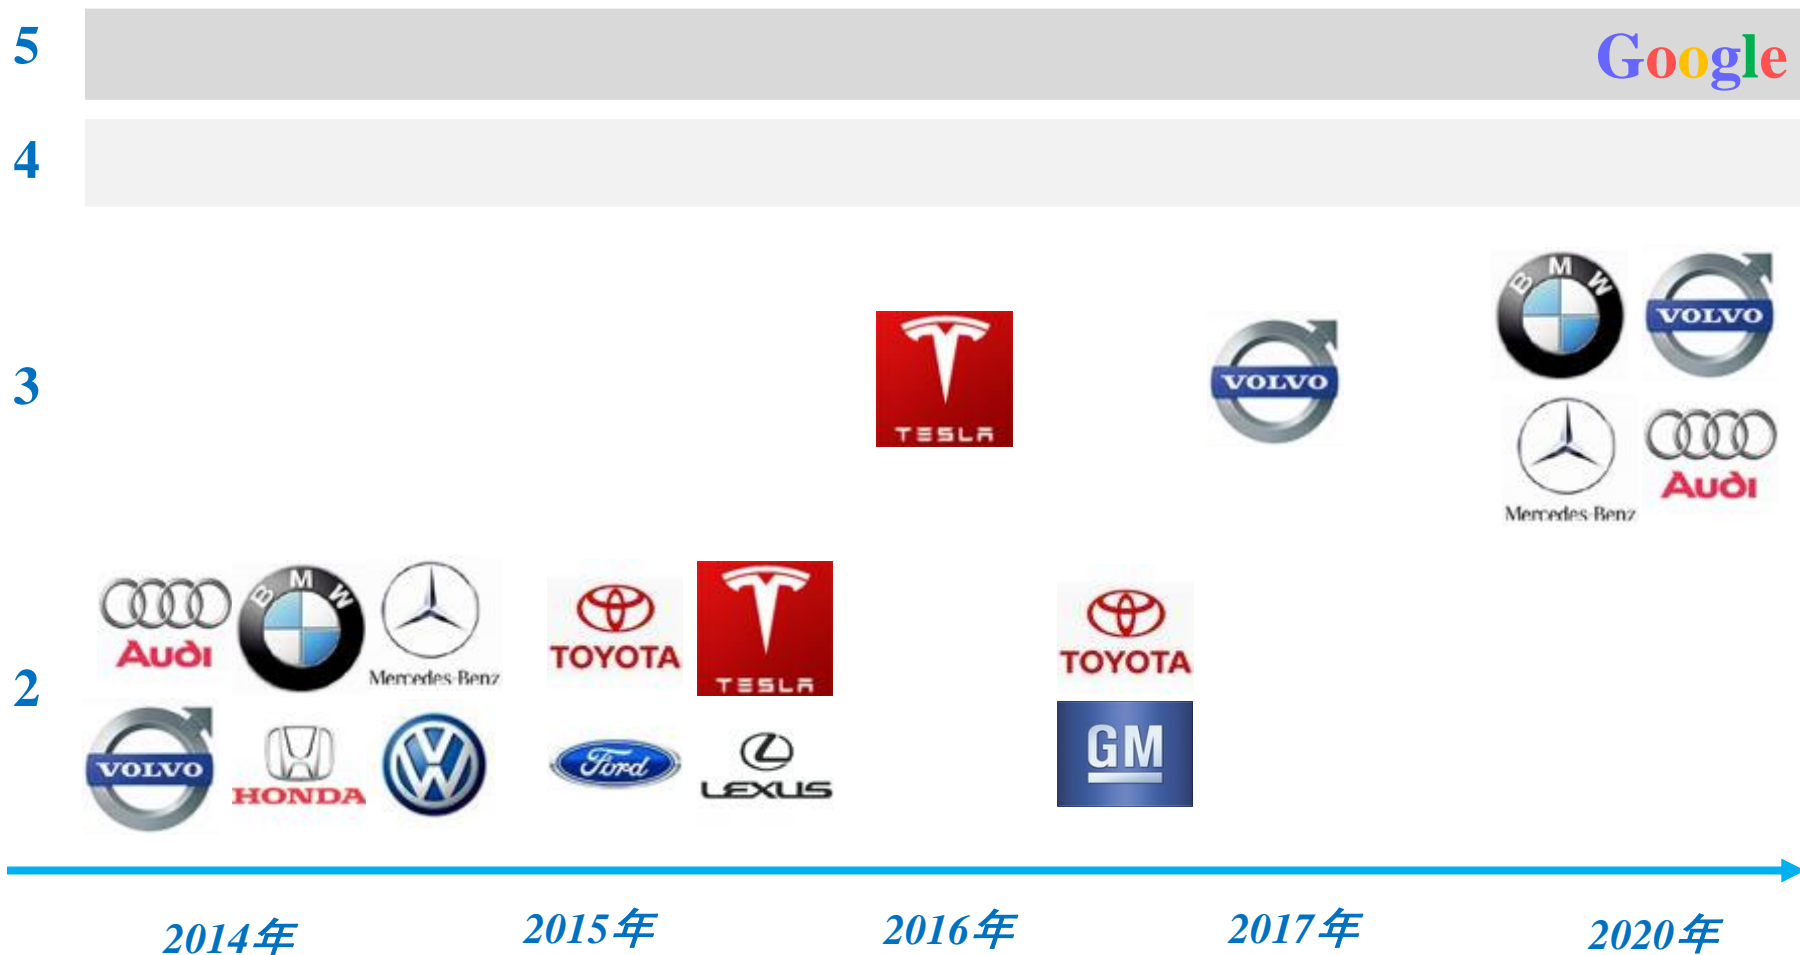 5
Google
4
3
TESLA
VOLVO
BMW
VOLVO
Mercedes-Benz
Audi
2
Audi
BMW
Mercedes-Benz
TOYOTA
TESLA
TOYOTA
VOLVO
HONDA
VW
Ford
LEXUS
GM
2014年
2015年
2016年
2017年
2020年